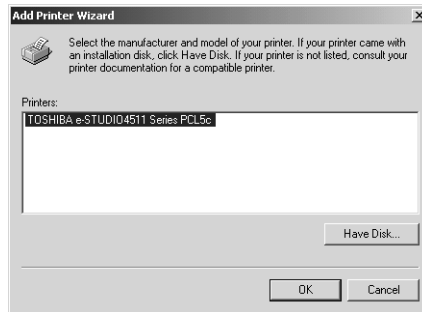 Add Printer Wizard
Select the manufacturer and model of your printer. If your printer came with
an installation disk, click Have Disk. If your printer is not listed, consult your
printer documentation for a compatible printer.
Printers:
TOSHIBA e-STUDIO4511 Series PCL5c
Have Disk...
OK
Cancel